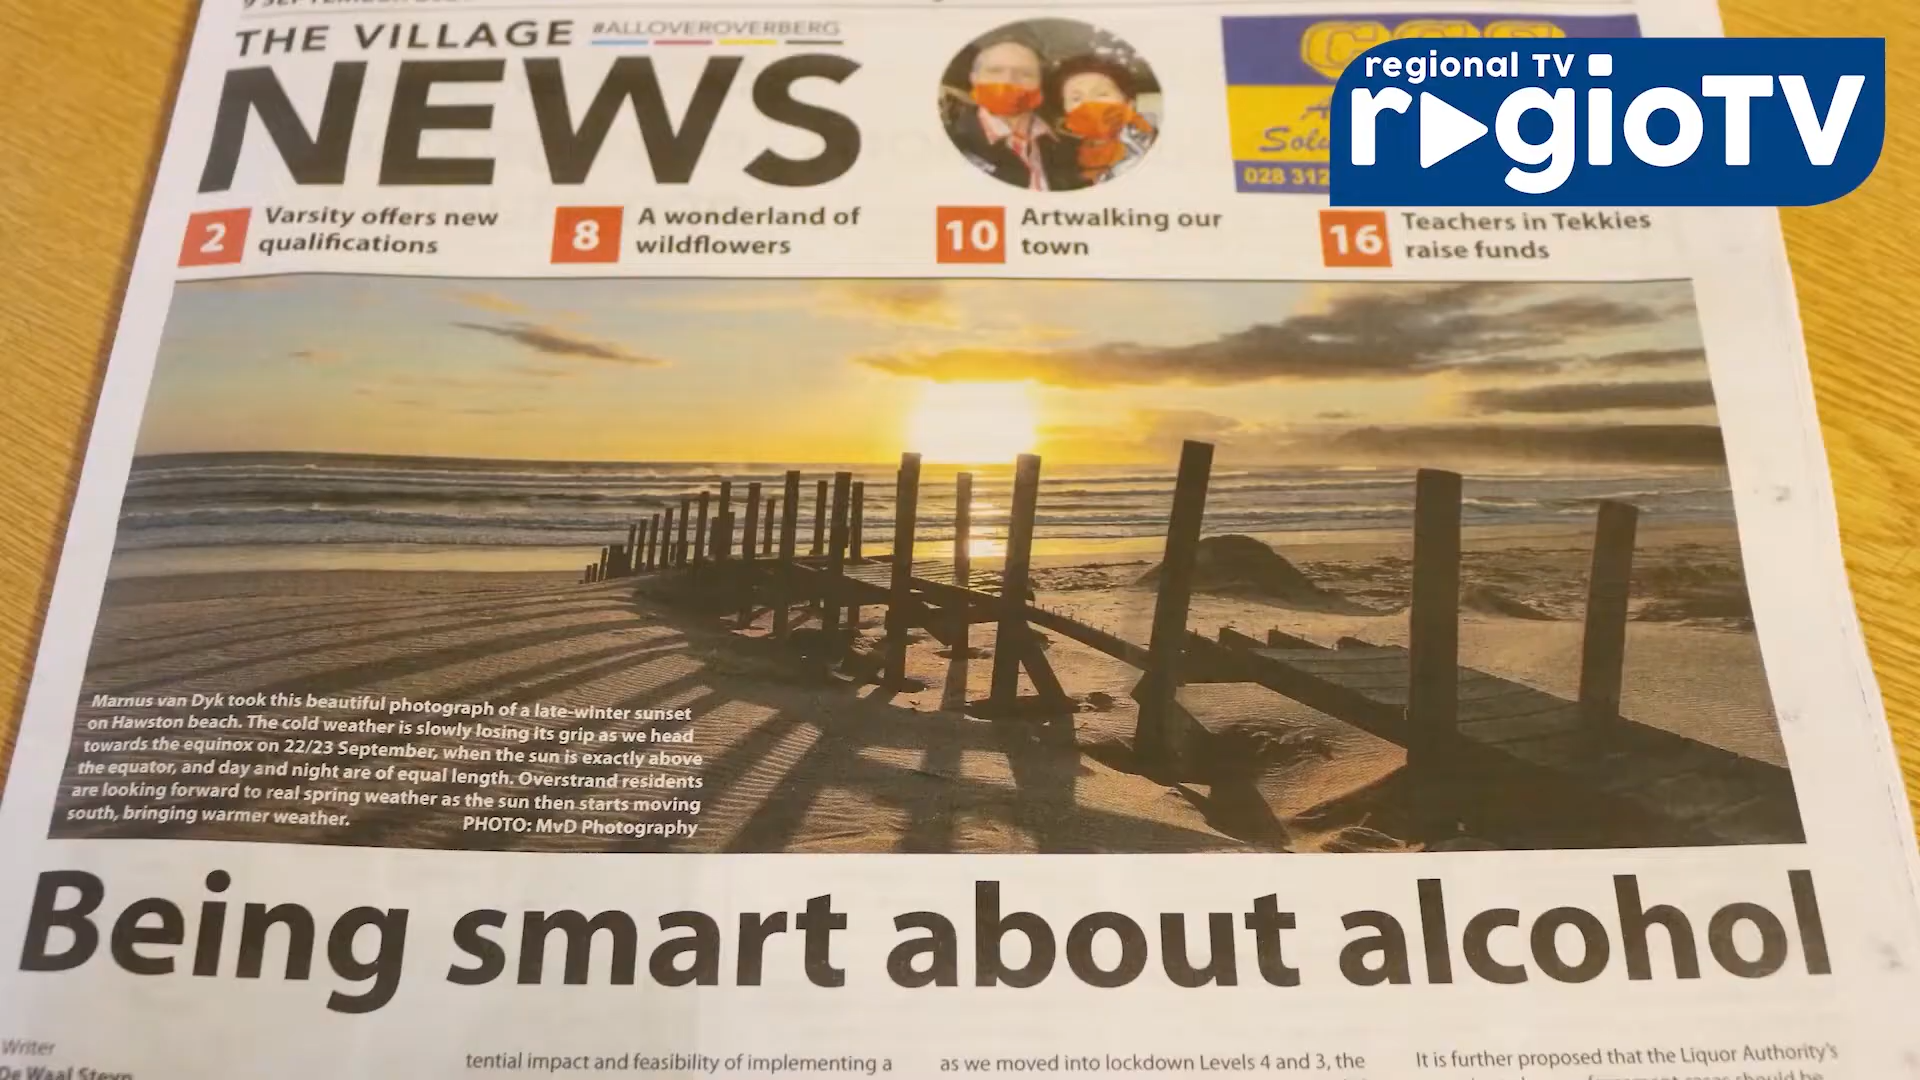 THE VILLAGE
#ALLOVEROVERBERG
NEWS
028 312
regional TV
regioTV
2
Varsity offers new
qualifications
8
A wonderland of
wildflowers
10
Artwalking our
town
16
Teachers in Tekkies
raise funds
Marnus van Dyk took this beautiful photograph of a late-winter sunset
on Hawston beach. The cold weather is slowly losing its grip as we head
towards the equinox on 22/23 September, when the sun is exactly above
the equator, and day and night are of equal length. Overstrand residents
are looking forward to real spring weather as the sun then starts moving
south, bringing warmer weather.
PHOTO: MvD Photography
Being smart about alcohol
Writer
De Waal Steyn
tential impact and feasibility of implementing a
as we moved into lockdown Levels 4 and 3, the
It is further proposed that the Liquor Authority's